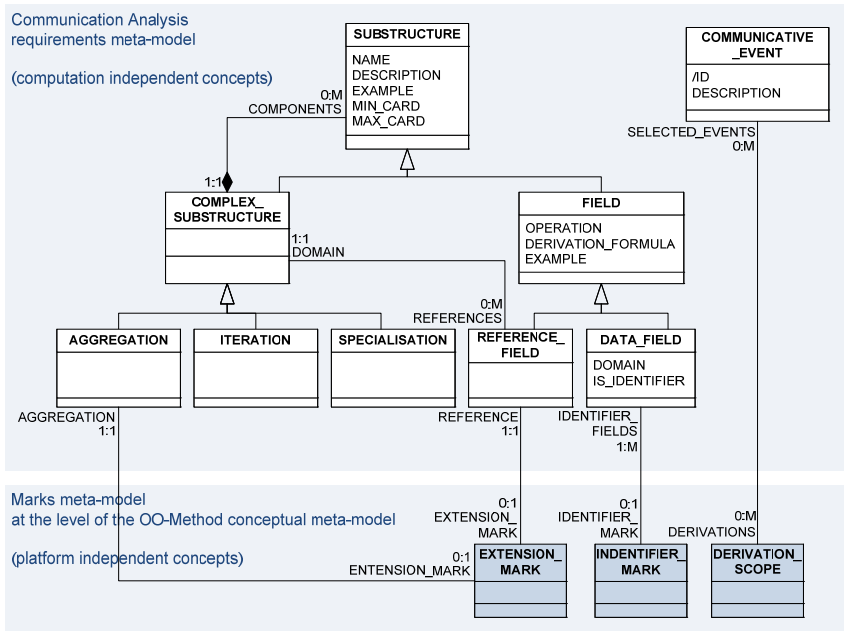 Communication Analysis
requirements meta-model
(computation independent concepts)
SUBSTRUCTURE
NAME
DESCRIPTION
EXAMPLE
MIN_CARD
MAX_CARD
COMMUNICATIVE
_EVENT
/ID
DESCRIPTION
0:M
COMPONENTS
SELECTED_EVENTS
0:M
1:1
COMPLEX_
SUBSTRUCTURE
FIELD
OPERATION
DERIVATION_FORMULA
EXAMPLE
1:1
DOMAIN
0:M
REFERENCES
AGGREGATION
ITERATION
SPECIALISATION
REFERENCE_
FIELD
DATA_FIELD
DOMAIN
IS_IDENTIFIER
AGGREGATION
1:1
REFERENCE
1:1
IDENTIFIER_
FIELDS
1:M
Marks meta-model
at the level of the OO-Method conceptual meta-model
(platform independent concepts)
0:1
EXTENSION_
MARK
0:1
IDENTIFIER_
MARK
0:M
DERIVATIONS
0:1
ENTENSION_MARK
EXTENSION_
MARK
INDENTIFIER_
MARK
DERIVATION_
SCOPE